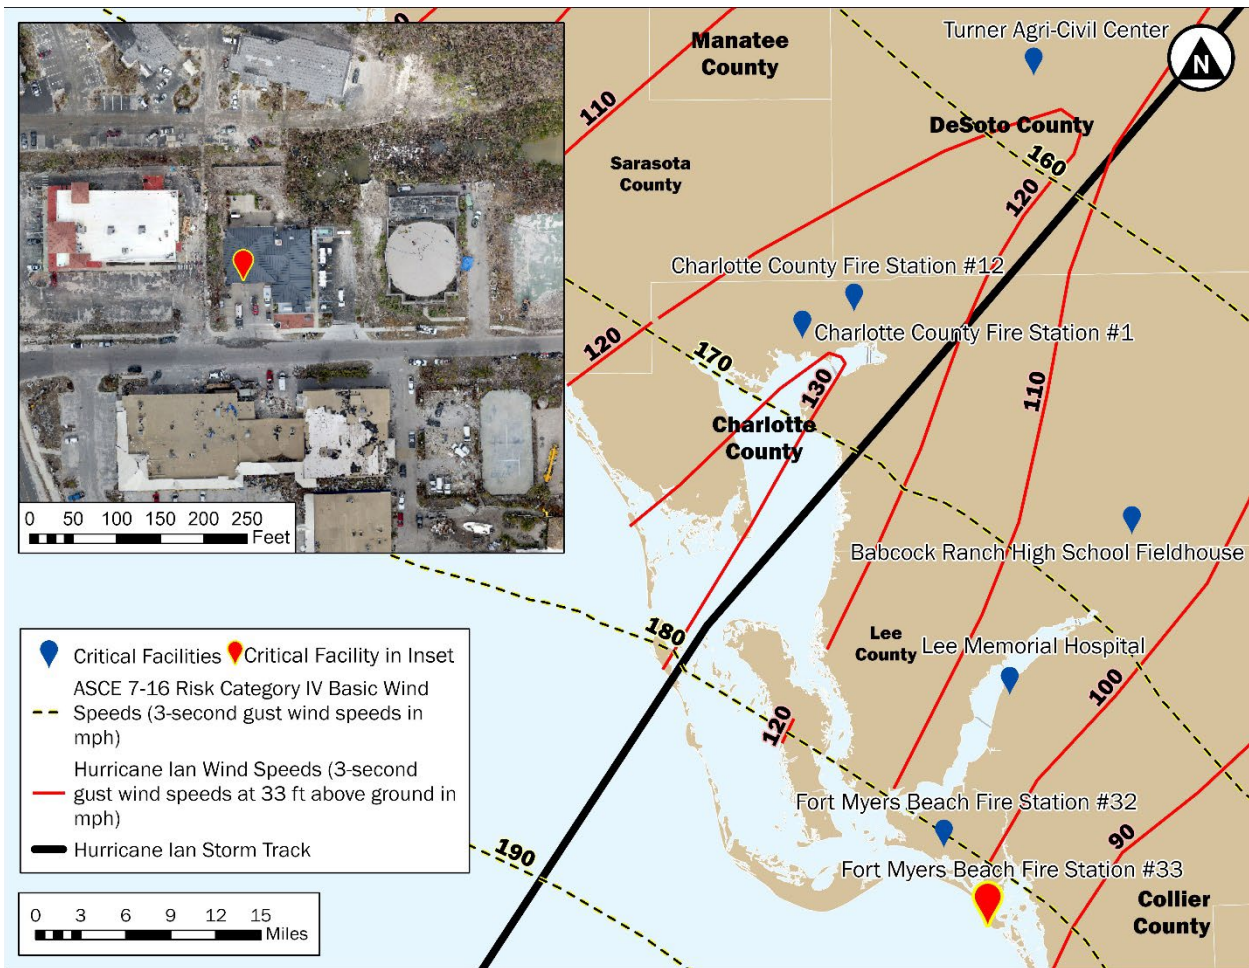 Turner Agri-Civil Center
N
Manatee
County
110
DeSoto County
160
120
Sarasota
County
Charlotte County Fire Station #12
Charlotte County Fire Station #1
120
170
130
110
Charlotte
County
Babcock Ranch High School Fieldhouse
180
Lee
County
Lee Memorial Hospital
100
120
Fort Myers Beach Fire Station #32
90
Fort Myers Beach Fire Station #33
190
Collier
County
0 50 100 150 200 250
Feet
Critical Facilities
Critical Facility in Inset
ASCE 7-16 Risk Category IV Basic Wind
Speeds (3-second gust wind speeds in
mph)
Hurricane Ian Wind Speeds (3-second
gust wind speeds at 33 ft above ground in
mph)
Hurricane Ian Storm Track
0 3 6 9 12 15
Miles